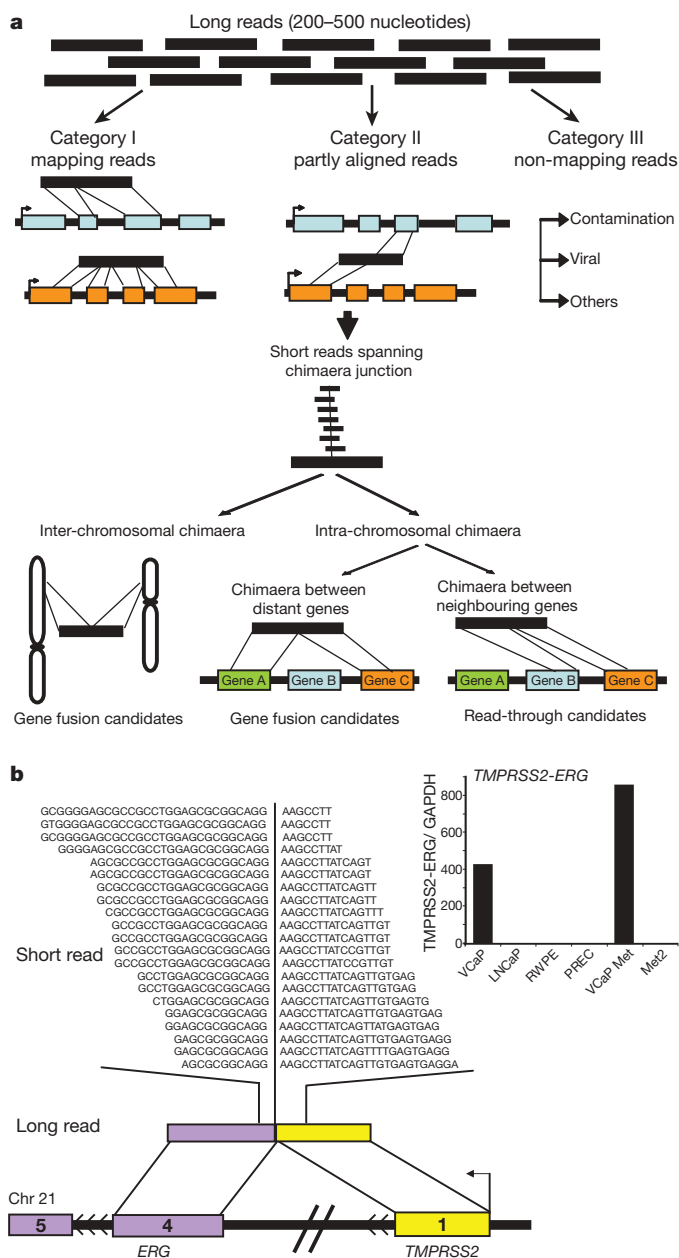 a
Long reads (200–500 nucleotides)
Category I
mapping reads
Category II
partly aligned reads
Category III
non-mapping reads
Contamination
Viral
Others
Short reads spanning
chimaera junction
Inter-chromosomal chimaera
Intra-chromosomal chimaera
Chimaera between
distant genes
Chimaera between
neighbouring genes
Gene A
Gene B
Gene C
Gene A
Gene B
Gene C
Gene fusion candidates
Gene fusion candidates
Read-through candidates
b
GCGGGGAGCGCCGCCTGGAGCGCGGCAGG AAGCCTT
GTGGGGAGCGCCGCCTGGAGCGCGGCAGG AAGCCTT
GCGGGGAGCGCCGCCTGGAGCGCGGCAGG AAGCCTT
GGGGAGCGCCGCCTGGAGCGCGGCAGG AAGCCTTAT
AGCGCCGCCTGGAGCGCGGCAGG AAGCCTTATCAGT
AGCGCCGCCTGGAGCGCGGCAGG AAGCCTTATCAGT
GCGCCGCCTGGAGCGCGGCAGG AAGCCTTATCAGTT
GCGCCGCCTGGAGCGCGGCAGG AAGCCTTATCAGTT
CGCCGCCTGGAGCGCGGCAGG AAGCCTTATCAGTTT
GCCGCCTGGAGCGCGGCAGG AAGCCTTATCAGTTGT
GCCGCCTGGAGCGCGGCAGG AAGCCTTATCAGTTGT
GCCGCCTGGAGCGCGGCAGG AAGCCTTATCCGTTGT
GCCGCCTGGAGCGCGGCAGG AAGCCTTATCCGTTGT
GCCTGGAGCGCGGCAGG AAGCCTTATCAGTTGTGAG
GCCTGGAGCGCGGCAGG AAGCCTTATCAGTTGTGAG
CTGGAGCGCGGCAGG AAGCCTTATCAGTTGTGAGTG
GGAGCGCGGCAGG AAGCCTTATCAGTTGTGAGTGAG
GGAGCGCGGCAGG AAGCCTTATCAGTTATGAGTGAG
GAGCGCGGCAGG AAGCCTTATCAGTTGTGAGTGAGG
GAGCGCGGCAGG AAGCCTTATCAGTTTTGAGTGAGG
AGCGCGGCAGG AAGCCTTATCAGTTGTGAGTGAGGA
Short read
TMPRSS2-ERG
TMPRSS2-ERG/ GAPDH
800
600
400
200
0
VCaP
LNCaP
RWPE
PREC
VCaP Met
Met2
Long read
Chr 21
5
4
1
ERG
TMPRSS2